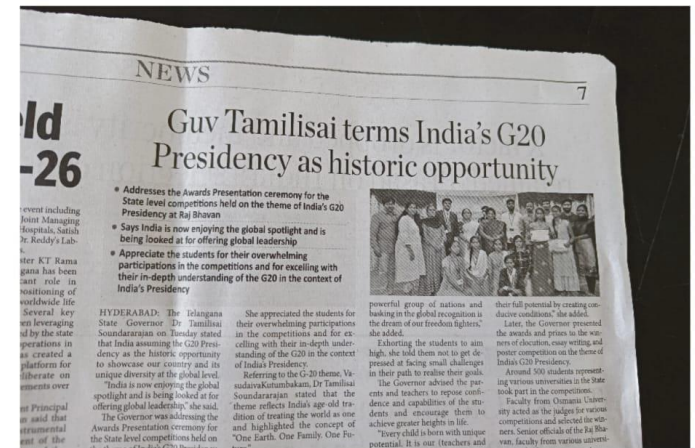 NEWS
7
Guv Tamilisai terms India's G20
Presidency as historic opportunity
• Addresses the Awards Presentation ceremony for the
State level competitions held on the theme of India's G20
Presidency at Raj Bhavan
• Says India is now enjoying the global spotlight and is
being looked at for offering global leadership
• Appreciate the students for their overwhelming
participations in the competitions and for excelling with
their in-depth understanding of the G20 in the context of
India's Presidency
HYDERABAD: The Telangana
State Governor Dr Tamilisai
Soundararajan on Tuesday stated
that India assuming the G20 Presi-
dency as the historic opportunity
to showcase our country and its
unique diversity at the global level.
"India is now enjoying the global
spotlight and is being looked at for
offering global leadership," she said.
The Governor was addressing the
Awards Presentation ceremony for
the State level competitions held on
She appreciated the students for
their overwhelming participations
in the competitions and for ex-
celling with their in-depth under-
standing of the G20 in the context
of India's Presidency.
Referring to the G-20 theme, Va-
sudaivaKutumbakam, Dr Tamilisai
Soundararajan stated that the
theme reflects India's age-old tra-
dition of treating the world as one
and highlighted the concept of
"One Earth. One Family. One Fu-
powerful group of nations and
basking in the global recognition is
the dream of our freedom fighters,"
she added.
Exhorting the students to aim
high, she told them not to get de-
pressed at facing small challenges
in their path to realise their goals.
The Governor advised the par-
ents and teachers to repose confi-
dence and capabilities of the stu-
dents and encourage them to
achieve greater heights in life.
"Every child is born with unique
potential. It is our (teachers and
their full potential by creating con-
ducive conditions," she added.
Later, the Governor presented
the awards and prizes to the win-
ners of elocution, essay writing, and
poster competition on the theme of
India's G20 Presidency.
Around 500 students represent-
ing various universities in the State
took part in the competitions.
Faculty from Osmania Univer-
sity acted as the judges for various
competitions and selected the win-
ners. Senior officials of the Raj Bha-
van, faculty from various univer-
ld
-26
event including
Joint Managing
Hospitals, Satish
Dr. Reddy's Lab-
ster KT Rama
gana has been
cant role in
ositioning of
worldwide life
Several key
en leveraging
ed by the state
operations in
as created a
platform for
liberate on
ments over
Principal
said that
trumental
ent of the